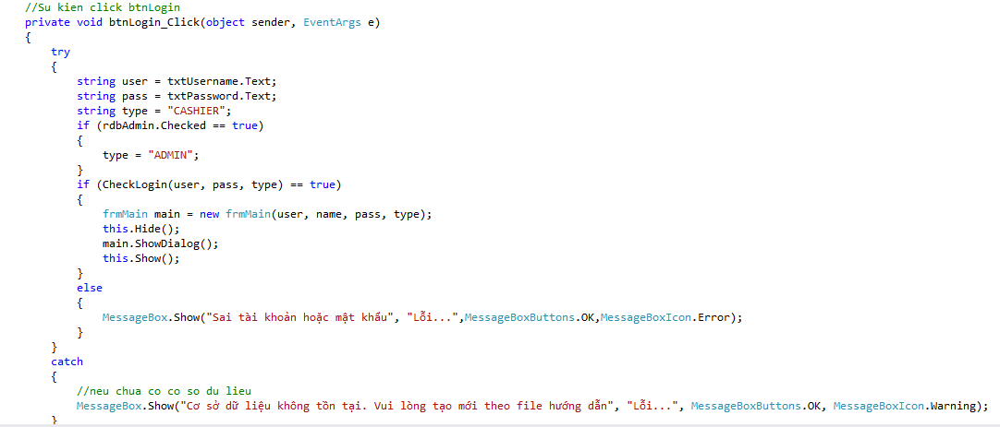 //Su kien click btnLogin
private void btnLogin_Click(object sender, EventArgs e)
{
try
{
string user = txtUsername.Text;
string pass = txtPassword.Text;
string type = "CASHIER";
if (rdbAdmin.Checked == true)
{
type = "ADMIN";
}
if (CheckLogin(user, pass, type) == true)
{
frmMain main = new frmMain(user, name, pass, type);
this.Hide();
main.ShowDialog();
this.Show();
}
else
{
MessageBox.Show("Sai tài khoản hoặc mật khẩu", "Lỗi...",MessageBoxButtons.OK,MessageBoxIcon.Error);
}
}
catch
{
//neu chua co co so du lieu
MessageBox.Show("Cơ sở dữ liệu không tồn tại. Vui lòng tạo mới theo file hướng dẫn", "Lỗi...", MessageBoxButtons.OK, MessageBoxIcon.Warning);
}